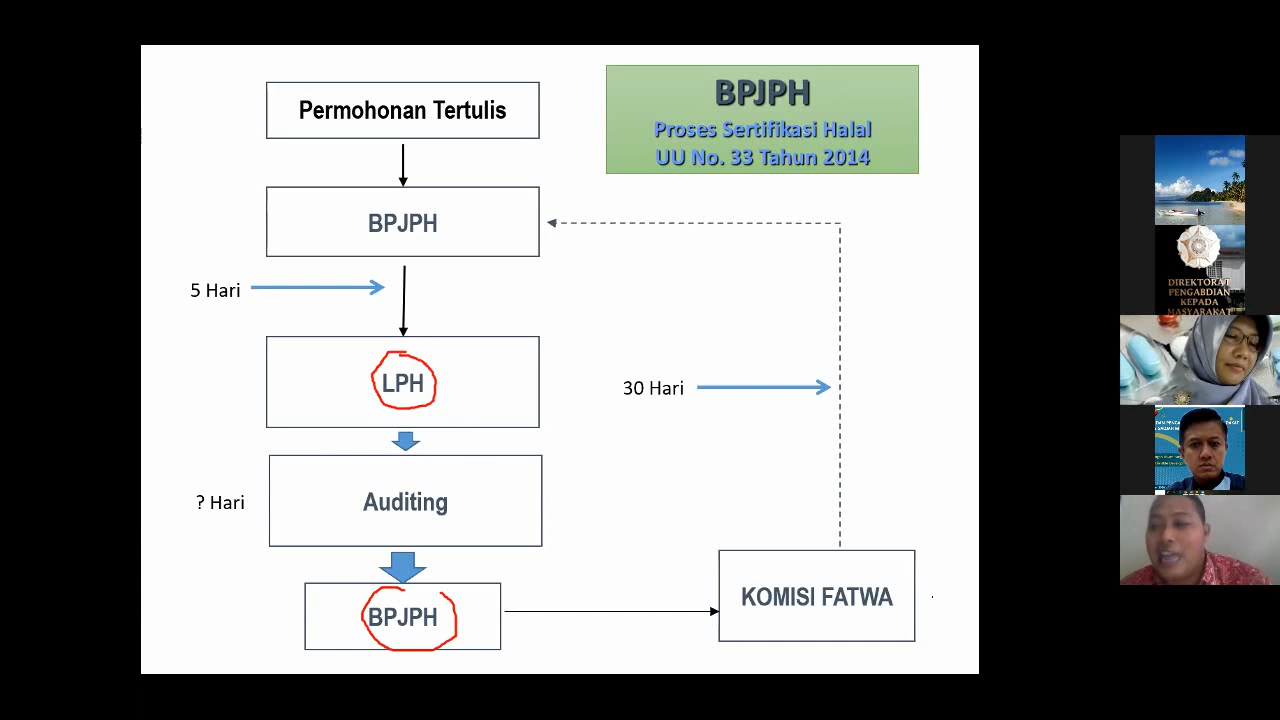 Permohonan Tertulis
BPJPH
Proses Sertifikasi Halal
UU No. 33 Tahun 2014
BPJPH
5 Hari
LPH
30 Hari
? Hari
Auditing
BPJPH
KOMISI FATWA
DIREKTORAT
PENGABDIAN
KEPADA
MASYARAKAT